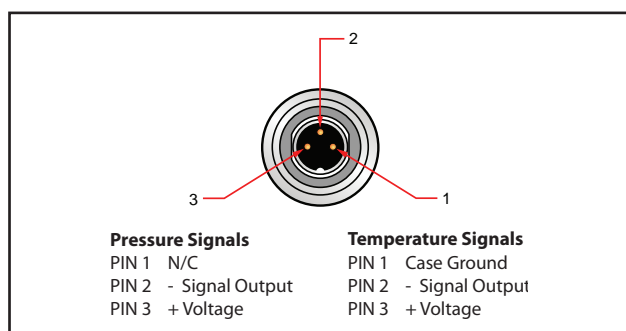 2
3
1
Pressure Signals
PIN 1 N/C
PIN 2 - Signal Output
PIN 3 + Voltage
Temperature Signals
PIN 1 Case Ground
PIN 2 - Signal Output
PIN 3 + Voltage